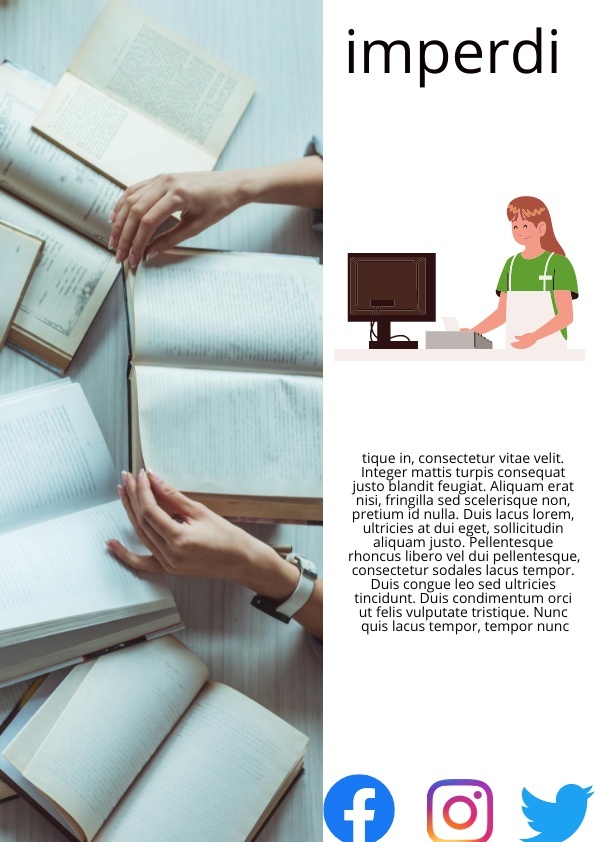 imperdi
tique in, consectetur vitae velit.
Integer mattis turpis consequat
justo blandit feugiat. Aliquam erat
nisi, fringilla sed scelerisque non,
pretium id nulla. Duis lacus lorem,
ultricies at dui eget, sollicitudin
aliquam justo. Pellentesque
rhoncus libero vel dui pellentesque,
consectetur sodales lacus tempor.
Duis congue leo sed ultricies
tincidunt. Duis condimentum orci
ut felis vulputate tristique. Nunc
quis lacus tempor, tempor nunc